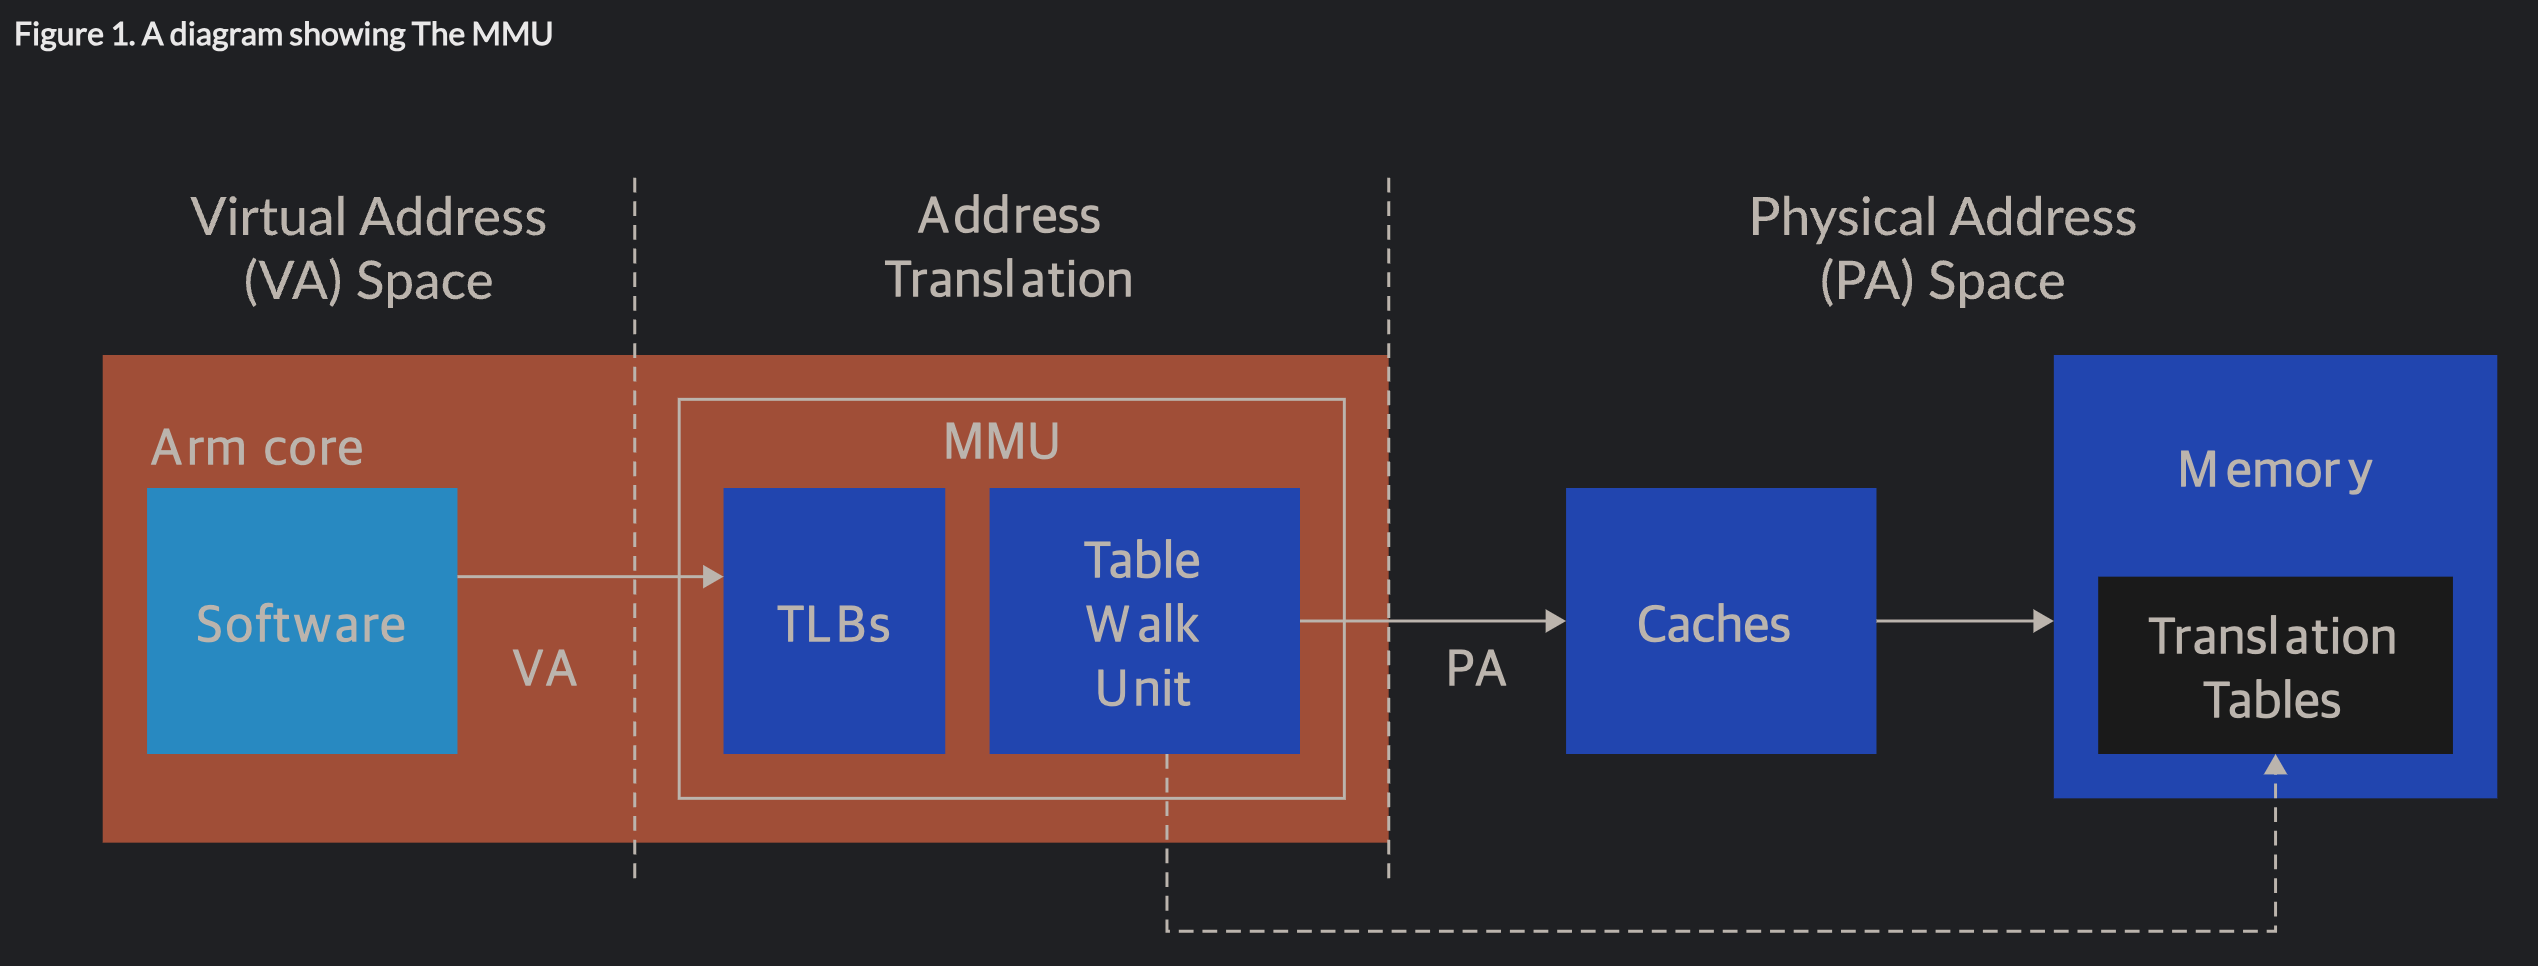 Figure 1. A diagram showing The MMU
Virtual Address
(VA) Space
Address
Translation
Physical Address
(PA) Space
Arm core
MMU
Software
VA
TLBs
Table
Walk
Unit
PA
Caches
Memory
Translation
Tables